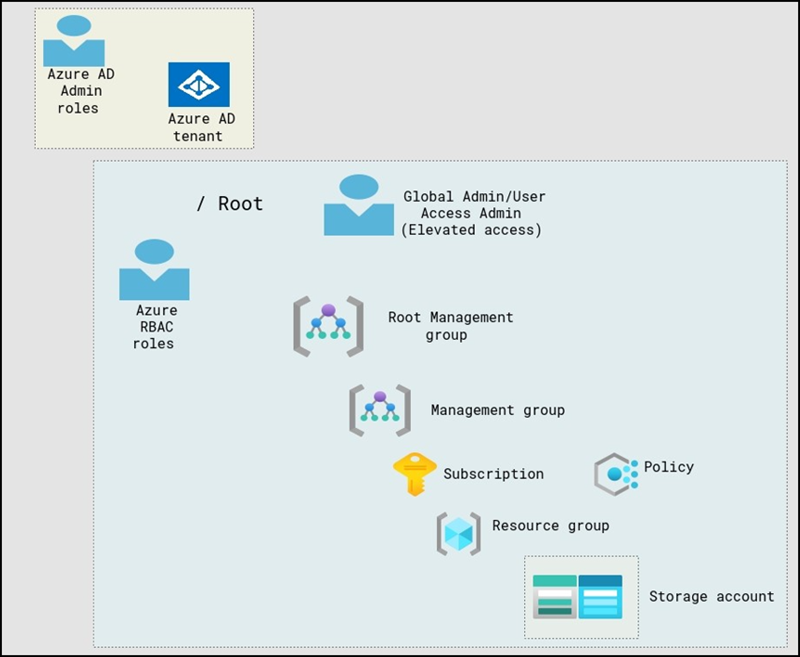 Azure AD
Admin
roles
Azure AD
tenant
/ Root
Global Admin/User
Access Admin
(Elevated access)
Azure
RBAC
roles
Root Management
group
Management group
Subscription
Policy
Resource group
Storage account